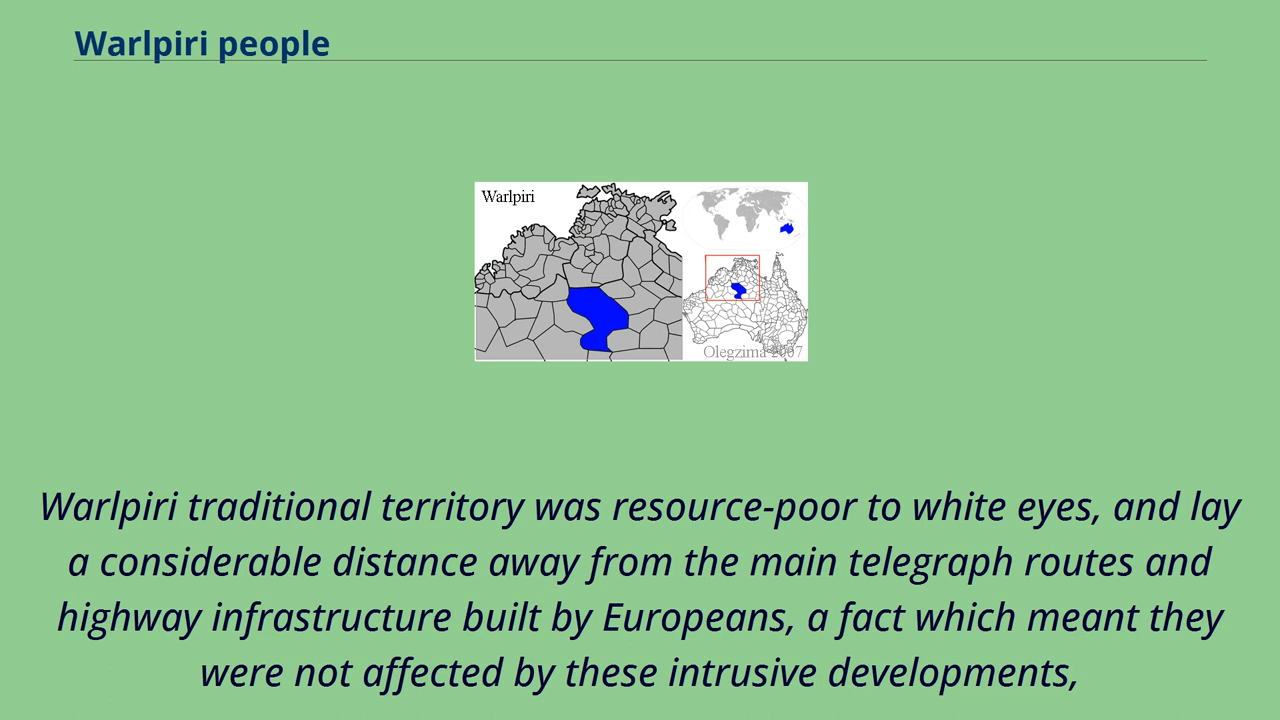 Warlpiri people
Warlpiri
Olegzima 2007
Warlpiri traditional territory was resource-poor to white eyes, and lay
a considerable distance away from the main telegraph routes and
highway infrastructure built by Europeans, a fact which meant they
were not affected by these intrusive developments,